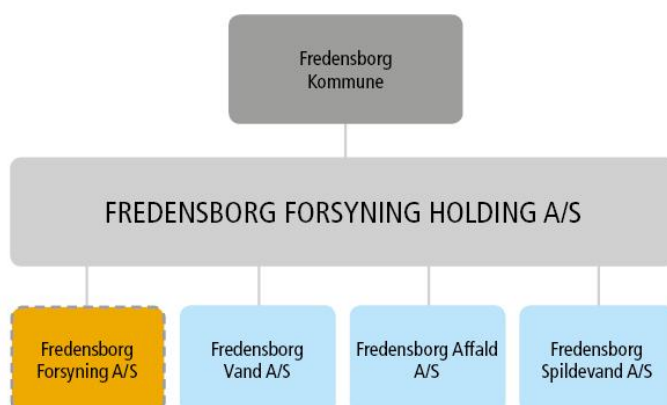 Fredensborg
Kommune
FREDENSBORG FORSYNING HOLDING A/S
Fredensborg
Forsyning A/S
Fredensborg
Vand A/S
Fredensborg Affald
A/S
Fredensborg
Spildevand A/S